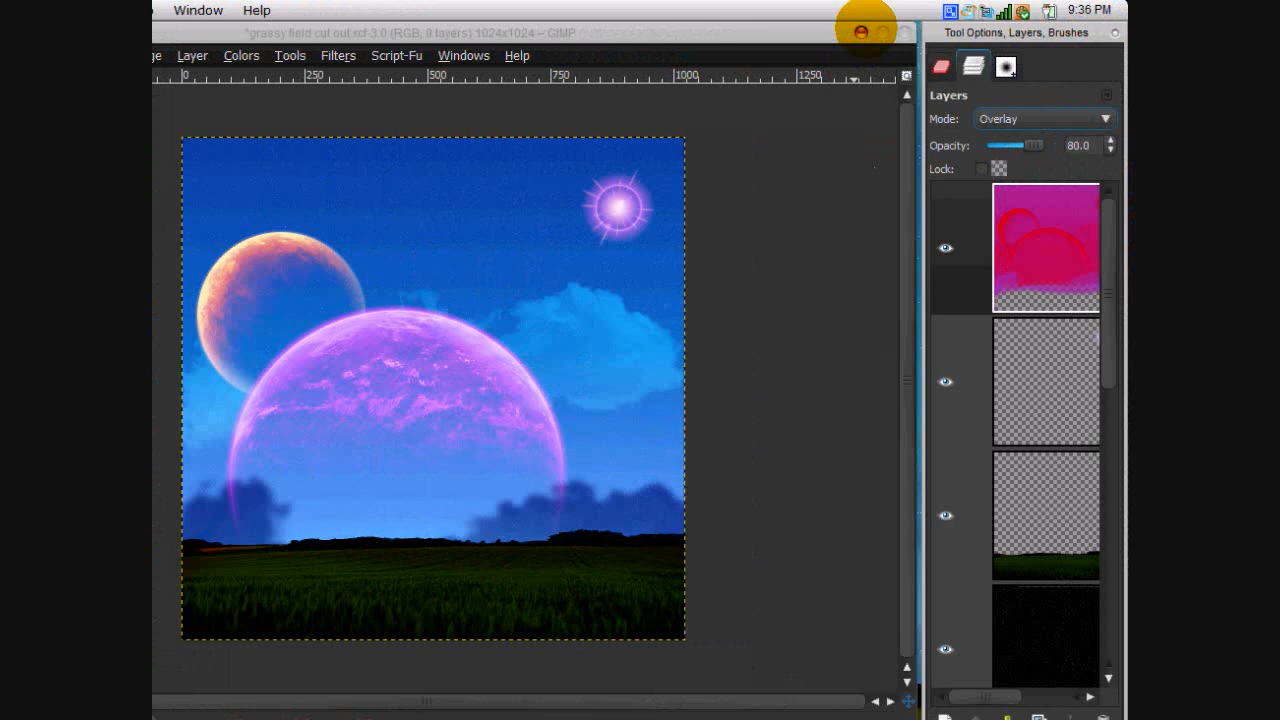 Window Help 9:36 PM
*grassy field cut out.xcf-3.0 (RGB, 9 layers) 1024x1024 – GIMP
Tool Options, Layers, Brushes
ge Layer Colors Tools Filters Script-Fu Windows Help
0 250 500 750 1000 1250
Layers
Mode: Overlay
Opacity: 80.0
Lock: